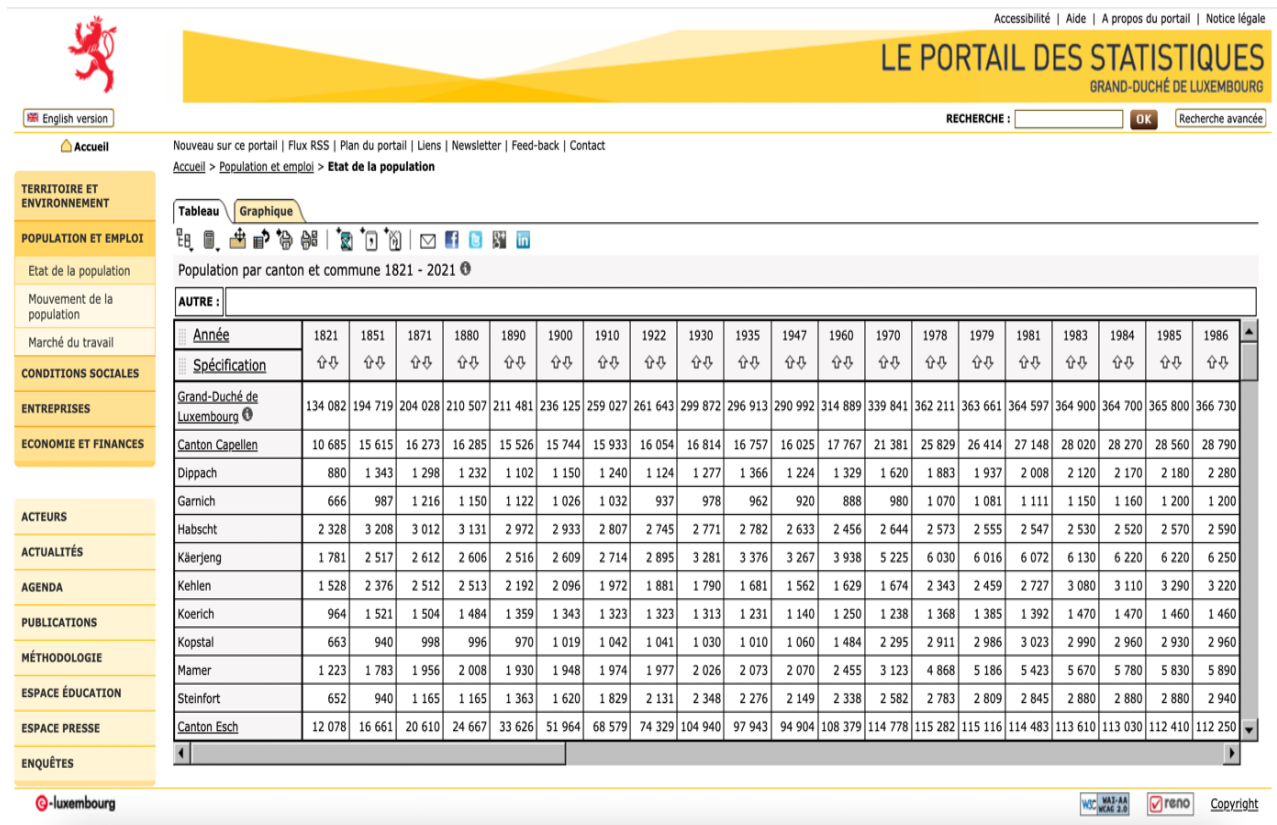 Accessibilité | Aide | A propos du portail | Notice légale
LE PORTAIL DES STATISTIQUES
GRAND-DUCHÉ DE LUXEMBOURG
English version
RECHERCHE : OK Recherche avancée
Accueil
Nouveau sur ce portail | Flux RSS | Plan du portail | Liens | Newsletter | Feed-back | Contact
Accueil > Population et emploi > Etat de la population
TERRITOIRE ET
ENVIRONNEMENT
POPULATION ET EMPLOI
Etat de la population
Mouvement de la
population
Marché du travail
CONDITIONS SOCIALES
ENTREPRISES
ECONOMIE ET FINANCES
ACTEURS
ACTUALITÉS
AGENDA
PUBLICATIONS
MÉTHODOLOGIE
ESPACE ÉDUCATION
ESPACE PRESSE
ENQUÊTES
Tableau Graphique
Population par canton et commune 1821 - 2021
AUTRE :
Année 1821 1851 1871 1880 1890 1900 1910 1922 1930 1935 1947 1960 1970 1978 1979 1981 1983 1984 1985 1986
Spécification
Grand-Duché de
Luxembourg 134 082 194 719 204 028 210 507 211 481 236 125 259 027 261 643 299 872 296 913 290 992 314 889 339 841 362 211 363 661 364 597 364 900 364 700 365 800 366 730
Canton Capellen 10 685 15 615 16 273 16 285 15 526 15 744 15 933 16 054 16 814 16 757 16 025 17 767 21 381 25 829 26 414 27 148 28 020 28 270 28 560 28 790
Dippach 880 1 343 1 298 1 232 1 102 1 150 1 240 1 124 1 277 1 366 1 224 1 329 1 620 1 883 1 937 2 008 2 120 2 170 2 180 2 280
Garnich 666 987 1 216 1 150 1 122 1 026 1 032 937 978 962 920 888 980 1 070 1 081 1 111 1 150 1 160 1 200 1 200
Habscht 2 328 3 208 3 012 3 131 2 972 2 933 2 807 2 745 2 771 2 782 2 633 2 456 2 644 2 573 2 555 2 547 2 530 2 520 2 570 2 590
Käerjeng 1 781 2 517 2 612 2 606 2 516 2 609 2 714 2 895 3 281 3 376 3 267 3 938 5 225 6 030 6 016 6 072 6 130 6 220 6 220 6 250
Kehlen 1 528 2 376 2 512 2 513 2 192 2 096 1 972 1 881 1 790 1 681 1 562 1 629 1 674 2 343 2 459 2 727 3 080 3 110 3 290 3 220
Koerich 964 1 521 1 504 1 484 1 359 1 343 1 323 1 323 1 313 1 231 1 140 1 250 1 238 1 368 1 385 1 392 1 470 1 470 1 460 1 460
Kopstal 663 940 998 996 970 1 019 1 042 1 041 1 030 1 010 1 060 1 484 2 295 2 911 2 986 3 023 2 990 2 960 2 930 2 960
Mamer 1 223 1 783 1 956 2 008 1 930 1 948 1 974 1 977 2 026 2 073 2 070 2 455 3 123 4 868 5 186 5 423 5 670 5 780 5 830 5 890
Steinfort 652 940 1 165 1 165 1 363 1 620 1 829 2 131 2 348 2 276 2 149 2 338 2 582 2 783 2 809 2 845 2 880 2 880 2 880 2 940
Canton Esch 12 078 16 661 20 610 24 667 33 626 51 964 68 579 74 329 104 940 97 943 94 904 108 379 114 778 115 282 115 116 114 483 113 610 113 030 112 410 112 250
e-luxembourg
W3C WAI-AA WCAG 2.0
reno
Copyright